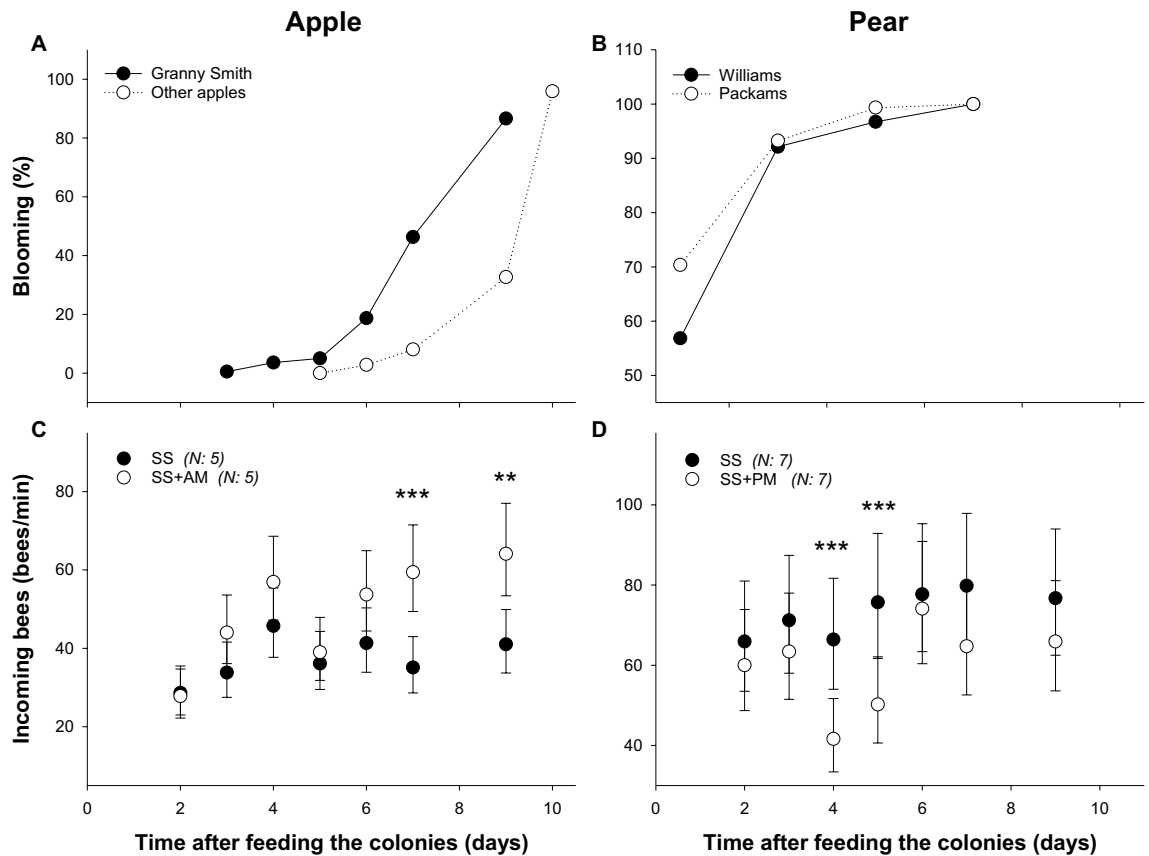 Apple
Pear
A
Granny Smith
Other apples
100
80
60
40
20
0
Blooming (%)
B
Williams
Packams
110
100
90
80
70
60
50
C
SS (N: 5)
SS+AM (N: 5)
***
**
80
60
40
20
Incoming bees (bees/min)
0 2 4 6 8 10
Time after feeding the colonies (days)
D
SS (N: 7)
SS+PM (N: 7)
***
***
100
80
60
40
0 2 4 6 8 10
Time after feeding the colonies (days)